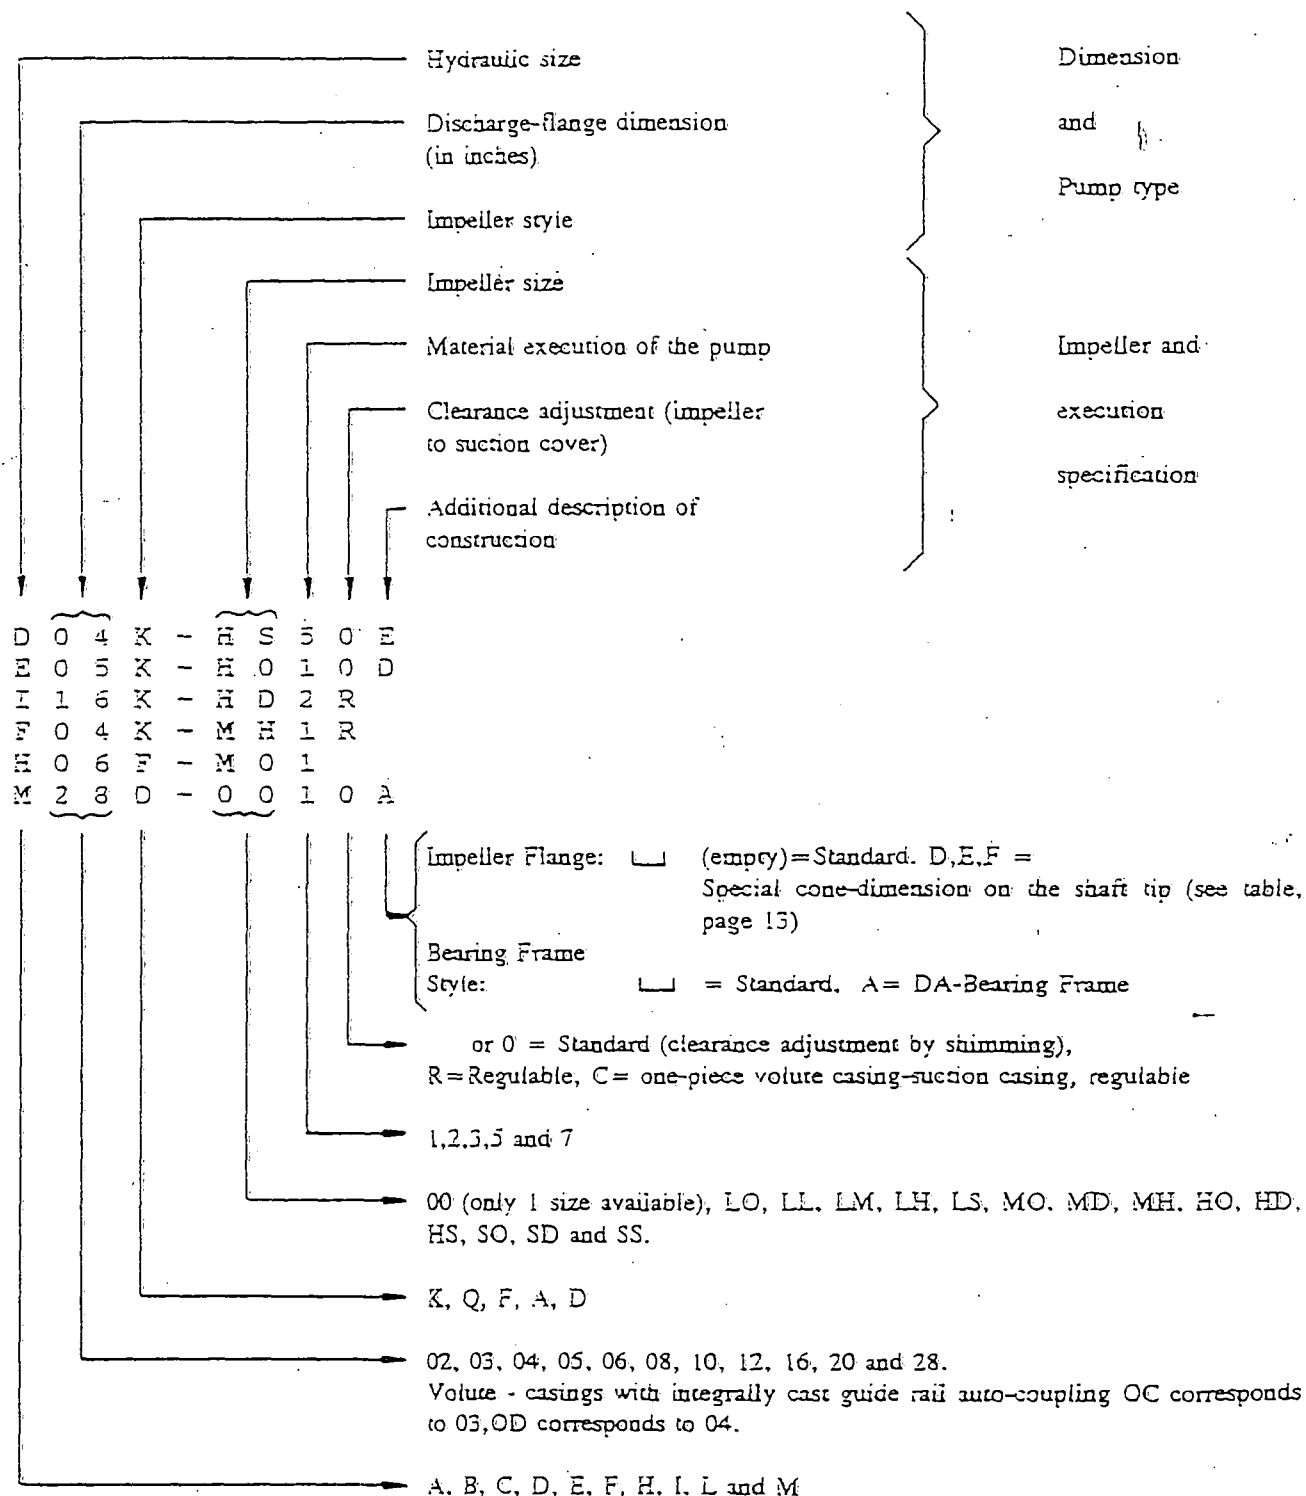 Hydraulic size
Dimension
Discharge-flange dimension
and
(in inches)
Pump type
Impeller style
Impeller size
Material execution of the pump
Impeller and
Clearance adjustment (impeller
execution
to suction cover)
specification
Additional description of
construction
D 0 4 K - H S 5 0 E
E 0 5 K - H 0 1 0 D
I 1 6 K - H D 2 R
F 0 4 K - M H 1 R
H 0 6 F - M 0 1
M 2 8 D - 0 0 1 0 A
Impeller Flange: (empty)=Standard. D,E,F =
Special cone-dimension on the shaft tip (see table,
page 13)
Bearing Frame
Style: = Standard, A= DA-Bearing Frame
or 0 = Standard (clearance adjustment by shimming),
R=Regulable, C= one-piece volute casing-suction casing, regulable
1,2,3,5 and 7
00 (only 1 size available), LO, LL, LM, LH, LS, MO, MD, MH, HO, HD,
HS, SO, SD and SS.
K, Q, F, A, D
02, 03, 04, 05, 06, 08, 10, 12, 16, 20 and 28.
Volute - casings with integrally cast guide rail auto-coupling OC corresponds
to 03,OD corresponds to 04.
A, B, C, D, E, F, H, I, L and M